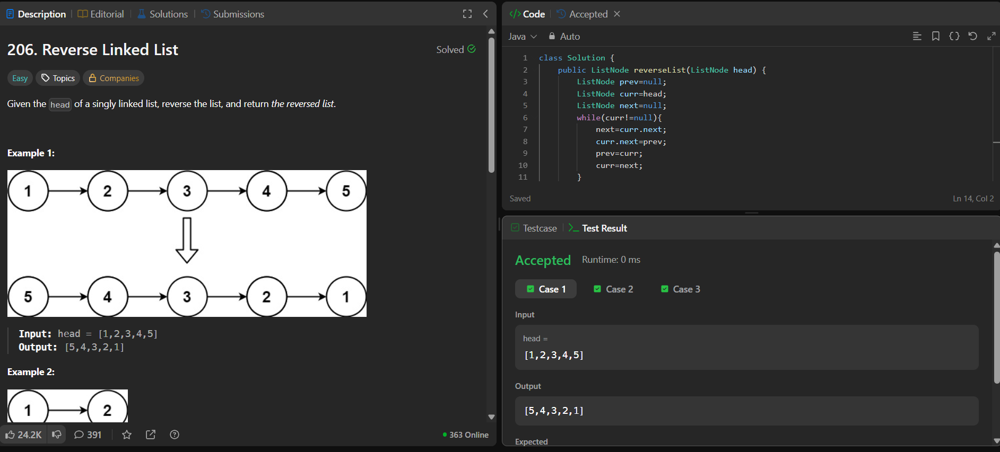 Description
Editorial
Solutions
Submissions
206. Reverse Linked List
Solved
Easy
Topics
Companies
Given the head of a singly linked list, reverse the list, and return the reversed list.
Example 1:
1 2 3 4 5
5 4 3 2 1
Input: head = [1,2,3,4,5]
Output: [5,4,3,2,1]
Example 2:
1 2
24.2K
391
363 Online
</> Code
Accepted
Java
Auto
1 class Solution {
2 public ListNode reverseList(ListNode head) {
3 ListNode prev=null;
4 ListNode curr=head;
5 ListNode next=null;
6 while(curr!=null){
7 next=curr.next;
8 curr.next=prev;
9 prev=curr;
10 curr=next;
11 }
Saved
Ln 14, Col 2
Testcase
Test Result
Accepted
Runtime: 0 ms
Case 1
Case 2
Case 3
Input
head =
[1,2,3,4,5]
Output
[5,4,3,2,1]
Expected